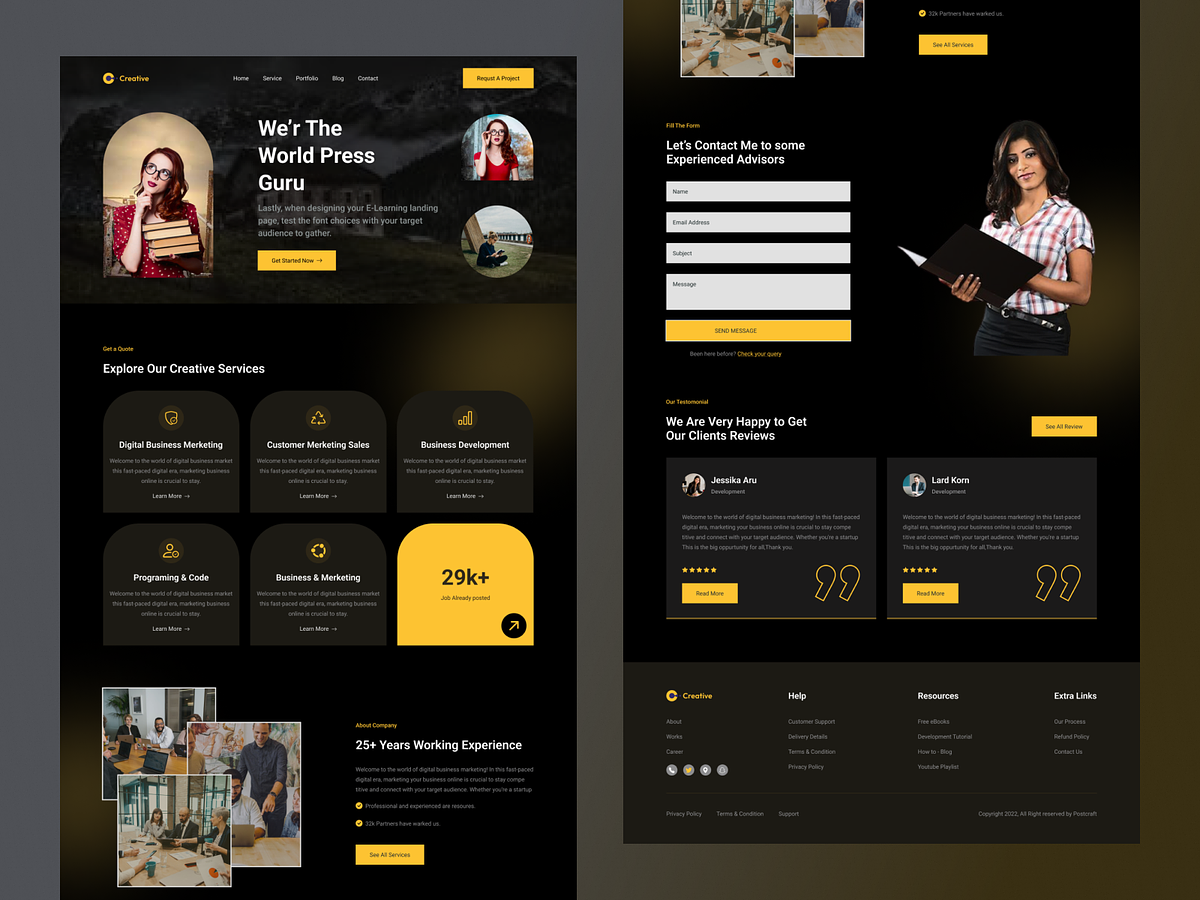 Creative
Home Service Portfolio Blog Contact
Requst A Project
We'r The
World Press
Guru
Lastly, when designing your E-Learning landing
page, test the font choices with your target
audience to gather.
Get Started Now →
Get a Quote
Explore Our Creative Services
Digital Business Marketing
Welcome to the world of digital business market
this fast-paced digital era, marketing business
online is crucial to stay.
Learn More →
Customer Marketing Sales
Welcome to the world of digital business market
this fast-paced digital era, marketing business
online is crucial to stay.
Learn More →
Business Development
Welcome to the world of digital business market
this fast-paced digital era, marketing business
online is crucial to stay.
Learn More →
Programing & Code
Welcome to the world of digital business market
this fast-paced digital era, marketing business
online is crucial to stay.
Learn More →
Business & Marketing
Welcome to the world of digital business market
this fast-paced digital era, marketing business
online is crucial to stay.
Learn More →
29k+
Job Already posted
About Company
25+ Years Working Experience
Welcome to the world of digital business marketing! In this fast-paced
digital era, marketing your business online is crucial to stay compe
titive and connect with your target audience. Whether you're a startup
Professional and experienced are resoures.
32k Partners have warked us.
See All Services
32k Partners have warked us.
See All Services
Fill The Form
Let's Contact Me to some
Experienced Advisors
Name
Email Address
Subject
Message
SEND MESSAGE
Been here before? Check your query
Our Testomonial
We Are Very Happy to Get
Our Clients Reviews
See All Review
Jessika Aru
Development
Welcome to the world of digital business marketing! In this fast-paced
digital era, marketing your business online is crucial to stay compe
titive and connect with your target audience. Whether you're a startup
This is the big oppurtunity for all,Thank you.
Read More
Lard Korn
Development
Welcome to the world of digital business marketing! In this fast-paced
digital era, marketing your business online is crucial to stay compe
titive and connect with your target audience. Whether you're a startup
This is the big oppurtunity for all,Thank you.
Read More
Creative
About
Works
Career
Help
Customer Support
Delivery Details
Terms & Condition
Privacy Policy
Resources
Free eBooks
Development Tutorial
How to - Blog
Youtube Playlist
Extra Links
Our Process
Refund Policy
Contact Us
Privacy Policy Terms & Condition Support
Copyright 2022, All Right reserved by Postcraft